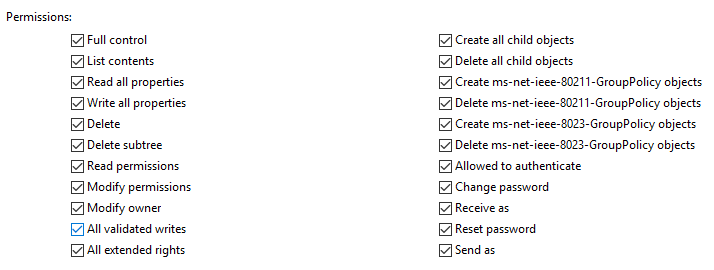 Permissions:
Full control
List contents
Read all properties
Write all properties
Delete
Delete subtree
Read permissions
Modify permissions
Modify owner
All validated writes
All extended rights
Create all child objects
Delete all child objects
Create ms-net-ieee-80211-GroupPolicy objects
Delete ms-net-ieee-80211-GroupPolicy objects
Create ms-net-ieee-8023-GroupPolicy objects
Delete ms-net-ieee-8023-GroupPolicy objects
Allowed to authenticate
Change password
Receive as
Reset password
Send as